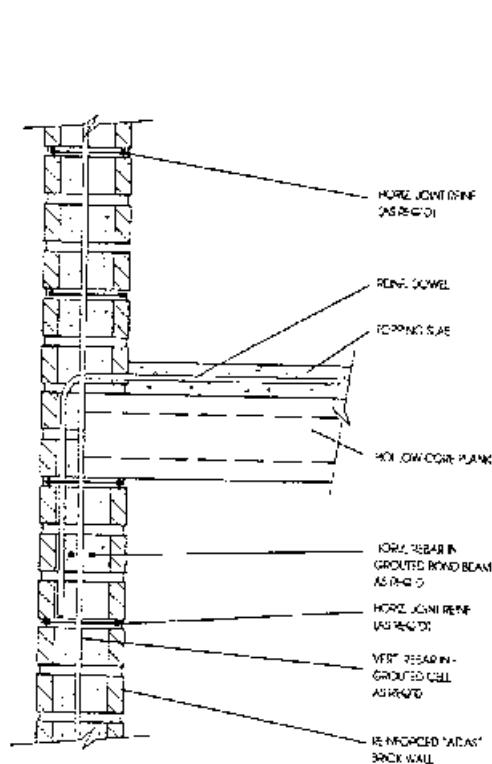 HORIZ JOINT REINF
(AS REQ'D)
REINF. DOWEL
TOPPING SLAB
HOLLOW CORE PLANK
HORIZ. REBAR IN
GROUTED BOND BEAM
AS REQ'D
HORIZ JOINT REINF
(AS REQ'D)
VERT. REBAR IN
GROUTED CELL
AS REQ'D
REINFORCED "ATLAS"
BRICK WALL